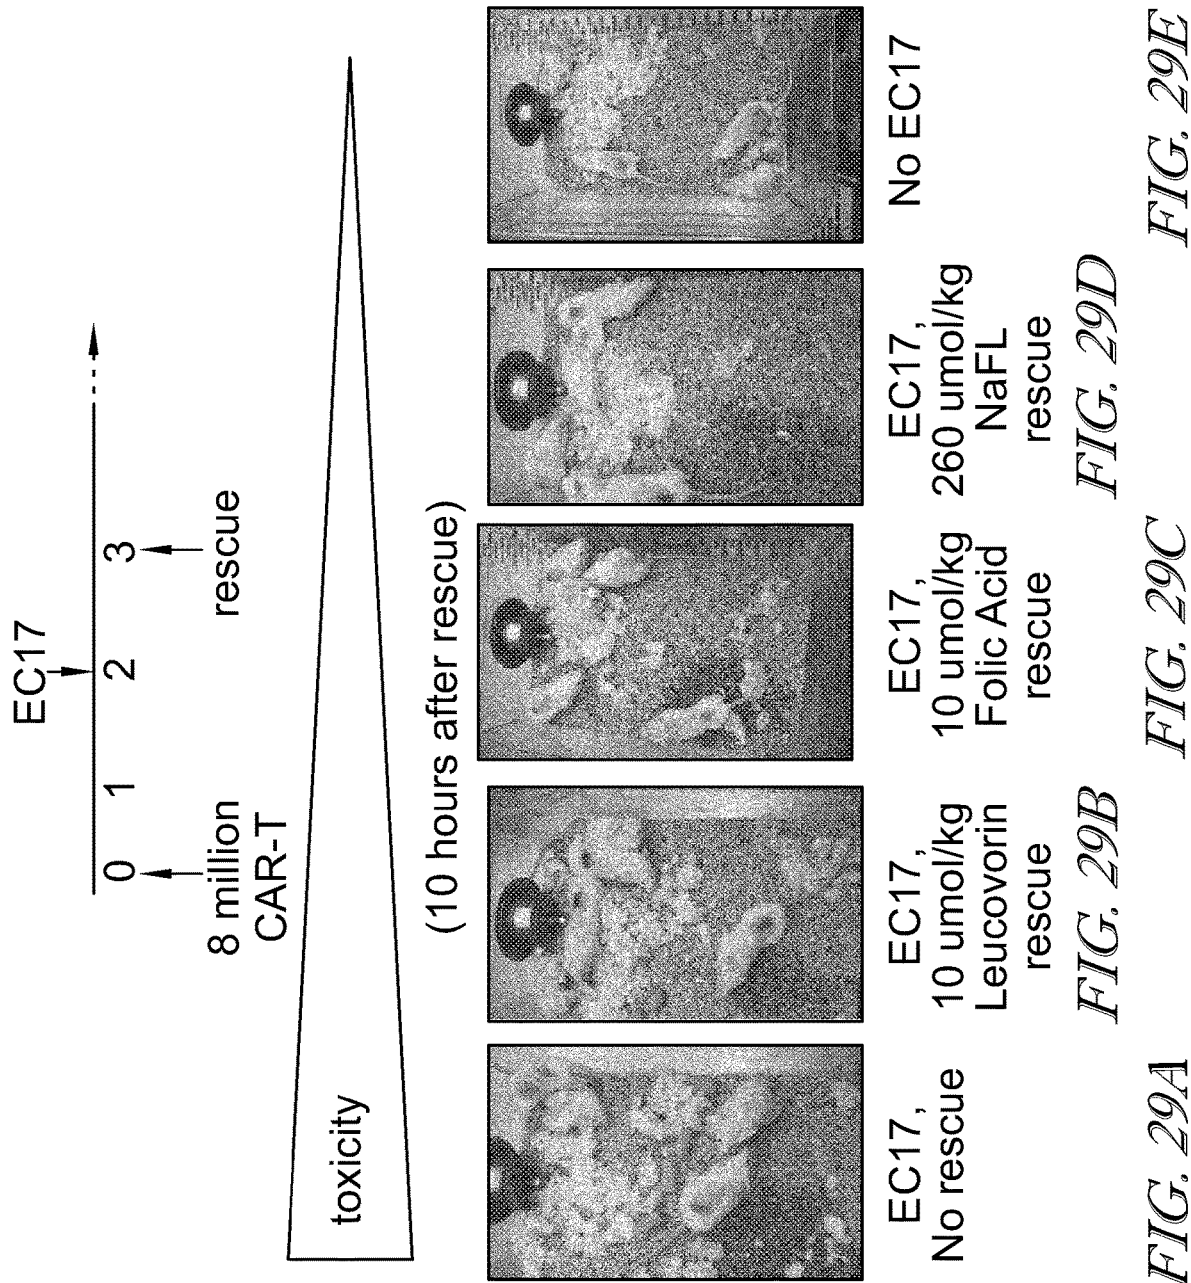 EC17
0 1 2 3
8 million
CAR-T
rescue
toxicity
(10 hours after rescue)
EC17,
No rescue
EC17,
10 umol/kg
Leucovorin
rescue
EC17,
10 umol/kg
Folic Acid
rescue
EC17,
260 umol/kg
NaFL
rescue
No EC17
FIG. 29A
FIG. 29B
FIG. 29C
FIG. 29D
FIG. 29E